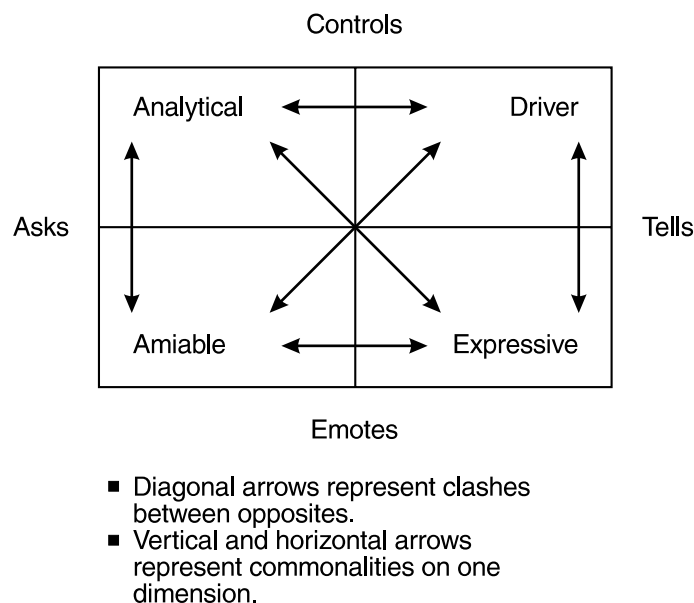 Controls
Analytical
Driver
Asks
Tells
Amiable
Expressive
Emotes
■ Diagonal arrows represent clashes
between opposites.
■ Vertical and horizontal arrows
represent commonalities on one
dimension.